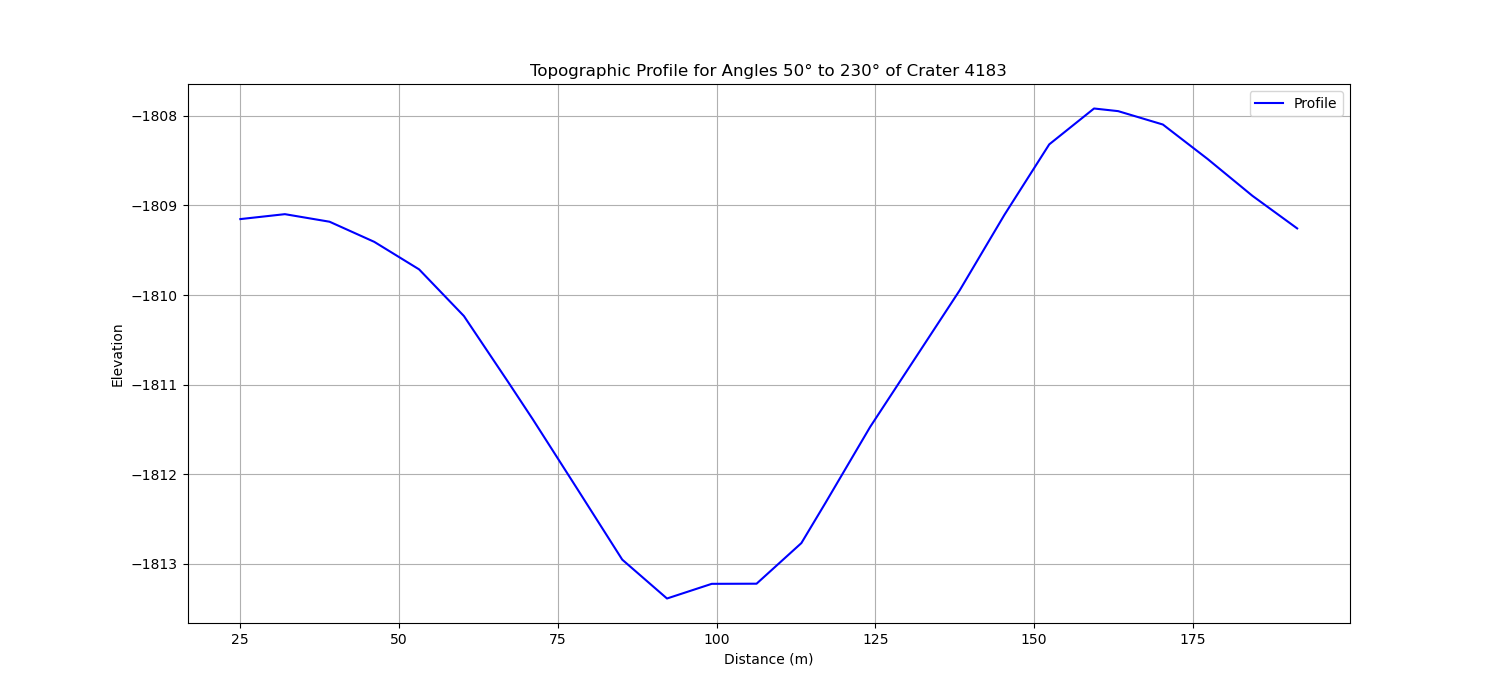 Topographic Profile for Angles 50° to 230° of Crater 4183
Profile
−1808
−1809
−1810
−1811
−1812
−1813
Elevation
25 50 75 100 125 150 175
Distance (m)